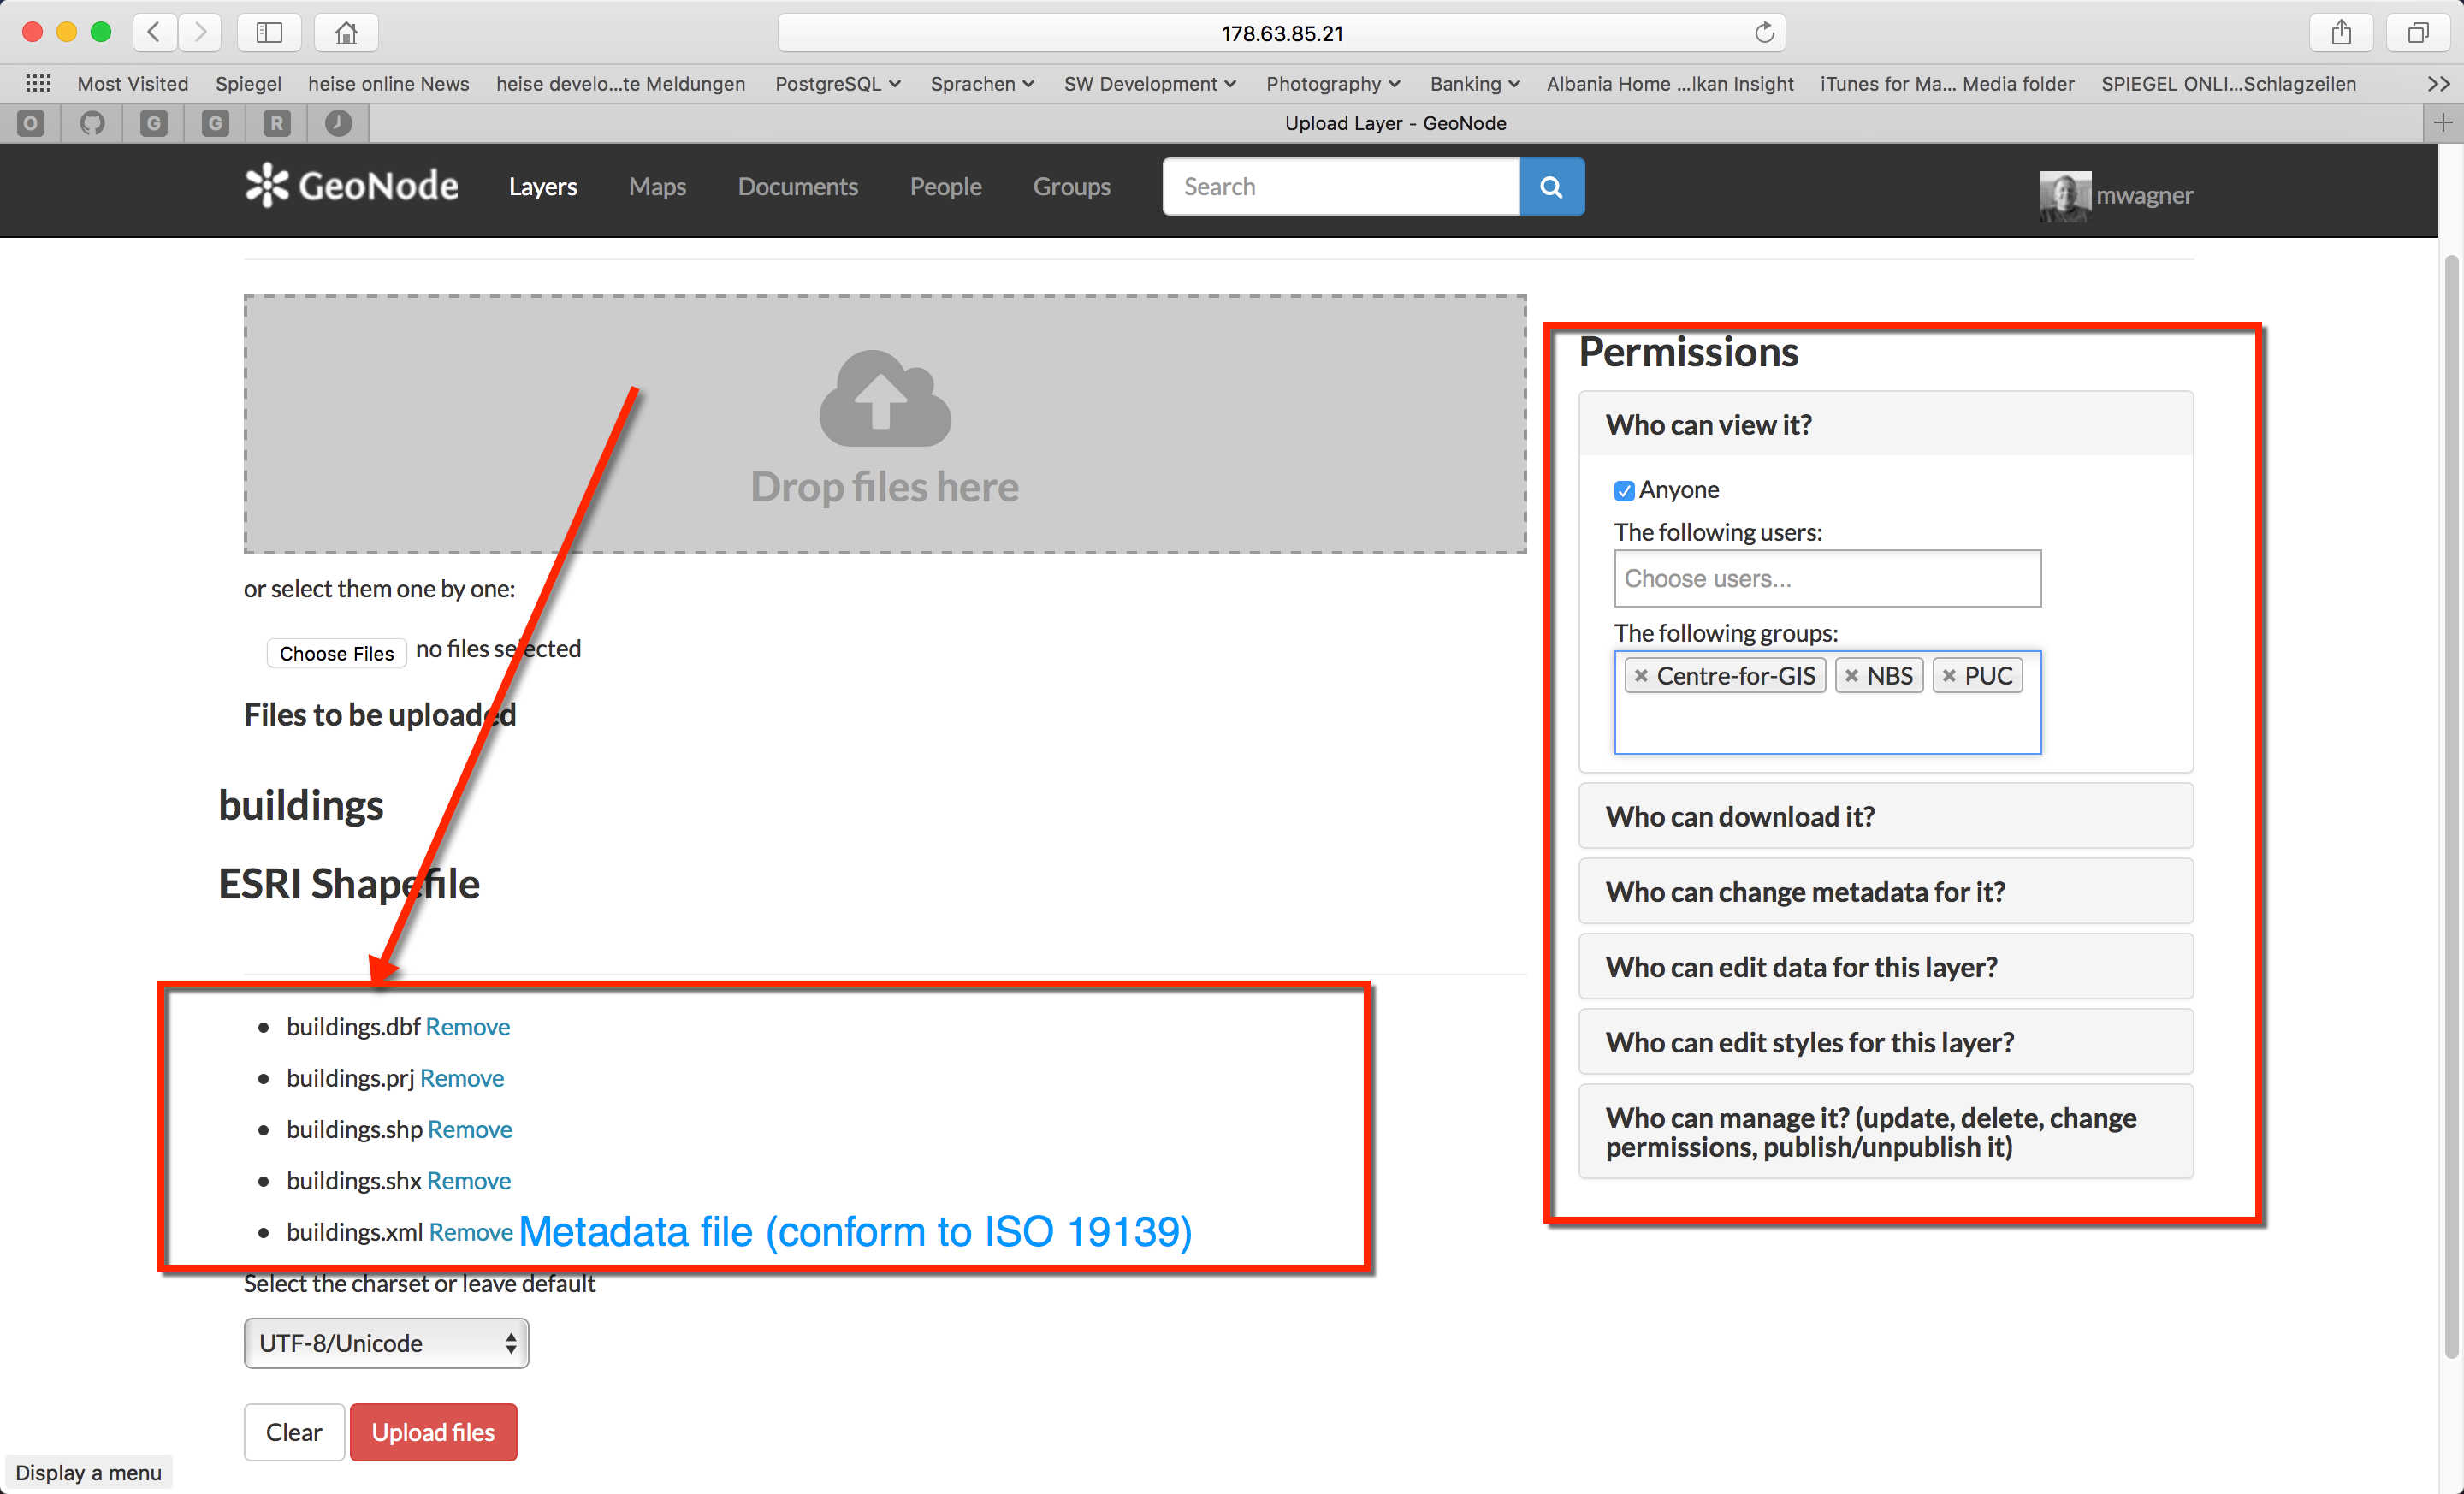 178.63.85.21
Most Visited Spiegel heise online News heise develo...te Meldungen PostgreSQL Sprachen SW Development Photography Banking Albania Home ...lkan Insight iTunes for Ma... Media folder SPIEGEL ONLI...Schlagzeilen
O G G R Upload Layer - GeoNode
GeoNode Layers Maps Documents People Groups Search mwagner
Drop files here
or select them one by one:
Choose Files no files selected
Files to be uploaded
buildings
ESRI Shapefile
buildings.dbf Remove
buildings.prj Remove
buildings.shp Remove
buildings.shx Remove
buildings.xml Remove Metadata file (conform to ISO 19139)
Select the charset or leave default
UTF-8/Unicode
Clear Upload files
Display a menu
Permissions
Who can view it?
Anyone
The following users:
Choose users...
The following groups:
Centre-for-GIS NBS PUC
Who can download it?
Who can change metadata for it?
Who can edit data for this layer?
Who can edit styles for this layer?
Who can manage it? (update, delete, change
permissions, publish/unpublish it)